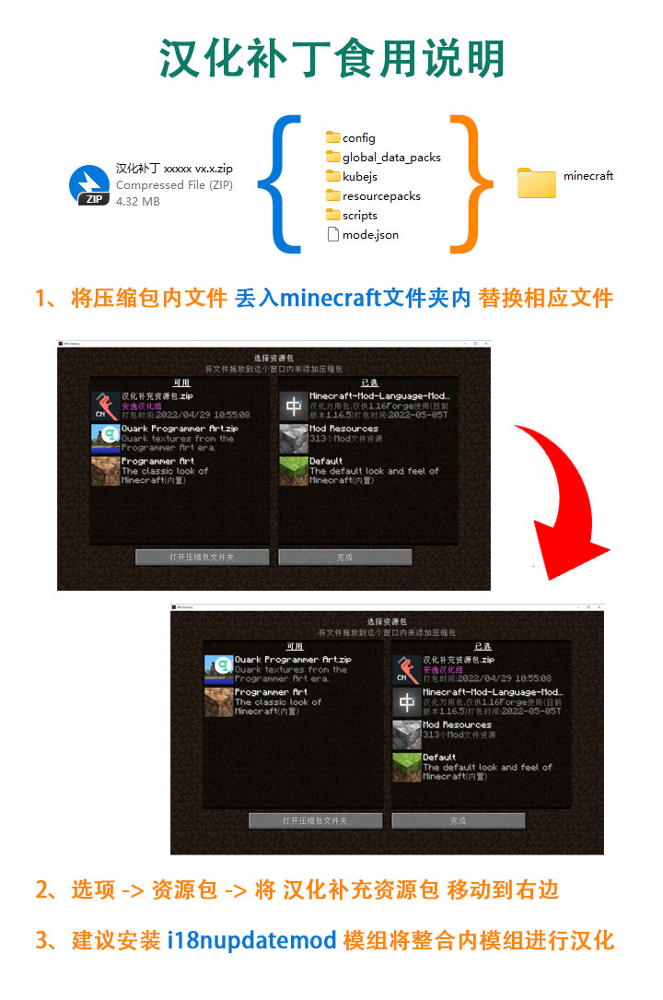 汉化补丁食用说明
汉化补丁 xxxxx vx.x.zip
Compressed File (ZIP)
4.32 MB
ZIP
config
global_data_packs
kubejs
resourcepacks
scripts
mode.json
minecraft
1、将压缩包内文件 丢入minecraft文件夹内 替换相应文件
选择资源包
将文件拖放到这个窗口内来添加压缩包
可用
汉化补充资源包.zip
安逸汉化组
打包时间:2022/04/29 10:55:08
CN
Quark Programmer Art.zip
Quark textures from the
Programmer Art era.
Programmer Art
The classic look of
Minecraft(内置)
已选
Minecraft-Mod-Language-Mod...
汉化万用包,仅供1.16Forge使用(目前
版本1.16.5)打包时间:2022-05-05T
中
Mod Resources
313个Mod文件资源
Default
The default look and feel of
Minecraft(内置)
打开压缩包文件夹
完成
选择资源包
将文件拖放到这个窗口内来添加压缩包
可用
Quark Programmer Art.zip
Quark textures from the
Programmer Art era.
Programmer Art
The classic look of
Minecraft(内置)
已选
汉化补充资源包.zip
安逸汉化组
打包时间:2022/04/29 10:55:08
CN
Minecraft-Mod-Language-Mod...
汉化万用包,仅供1.16Forge使用(目前
版本1.16.5)打包时间:2022-05-05T
中
Mod Resources
313个Mod文件资源
Default
The default look and feel of
Minecraft(内置)
打开压缩包文件夹
完成
2、选项 -> 资源包 -> 将 汉化补充资源包 移动到右边
3、建议安装 i18nupdatemod 模组将整合内模组进行汉化